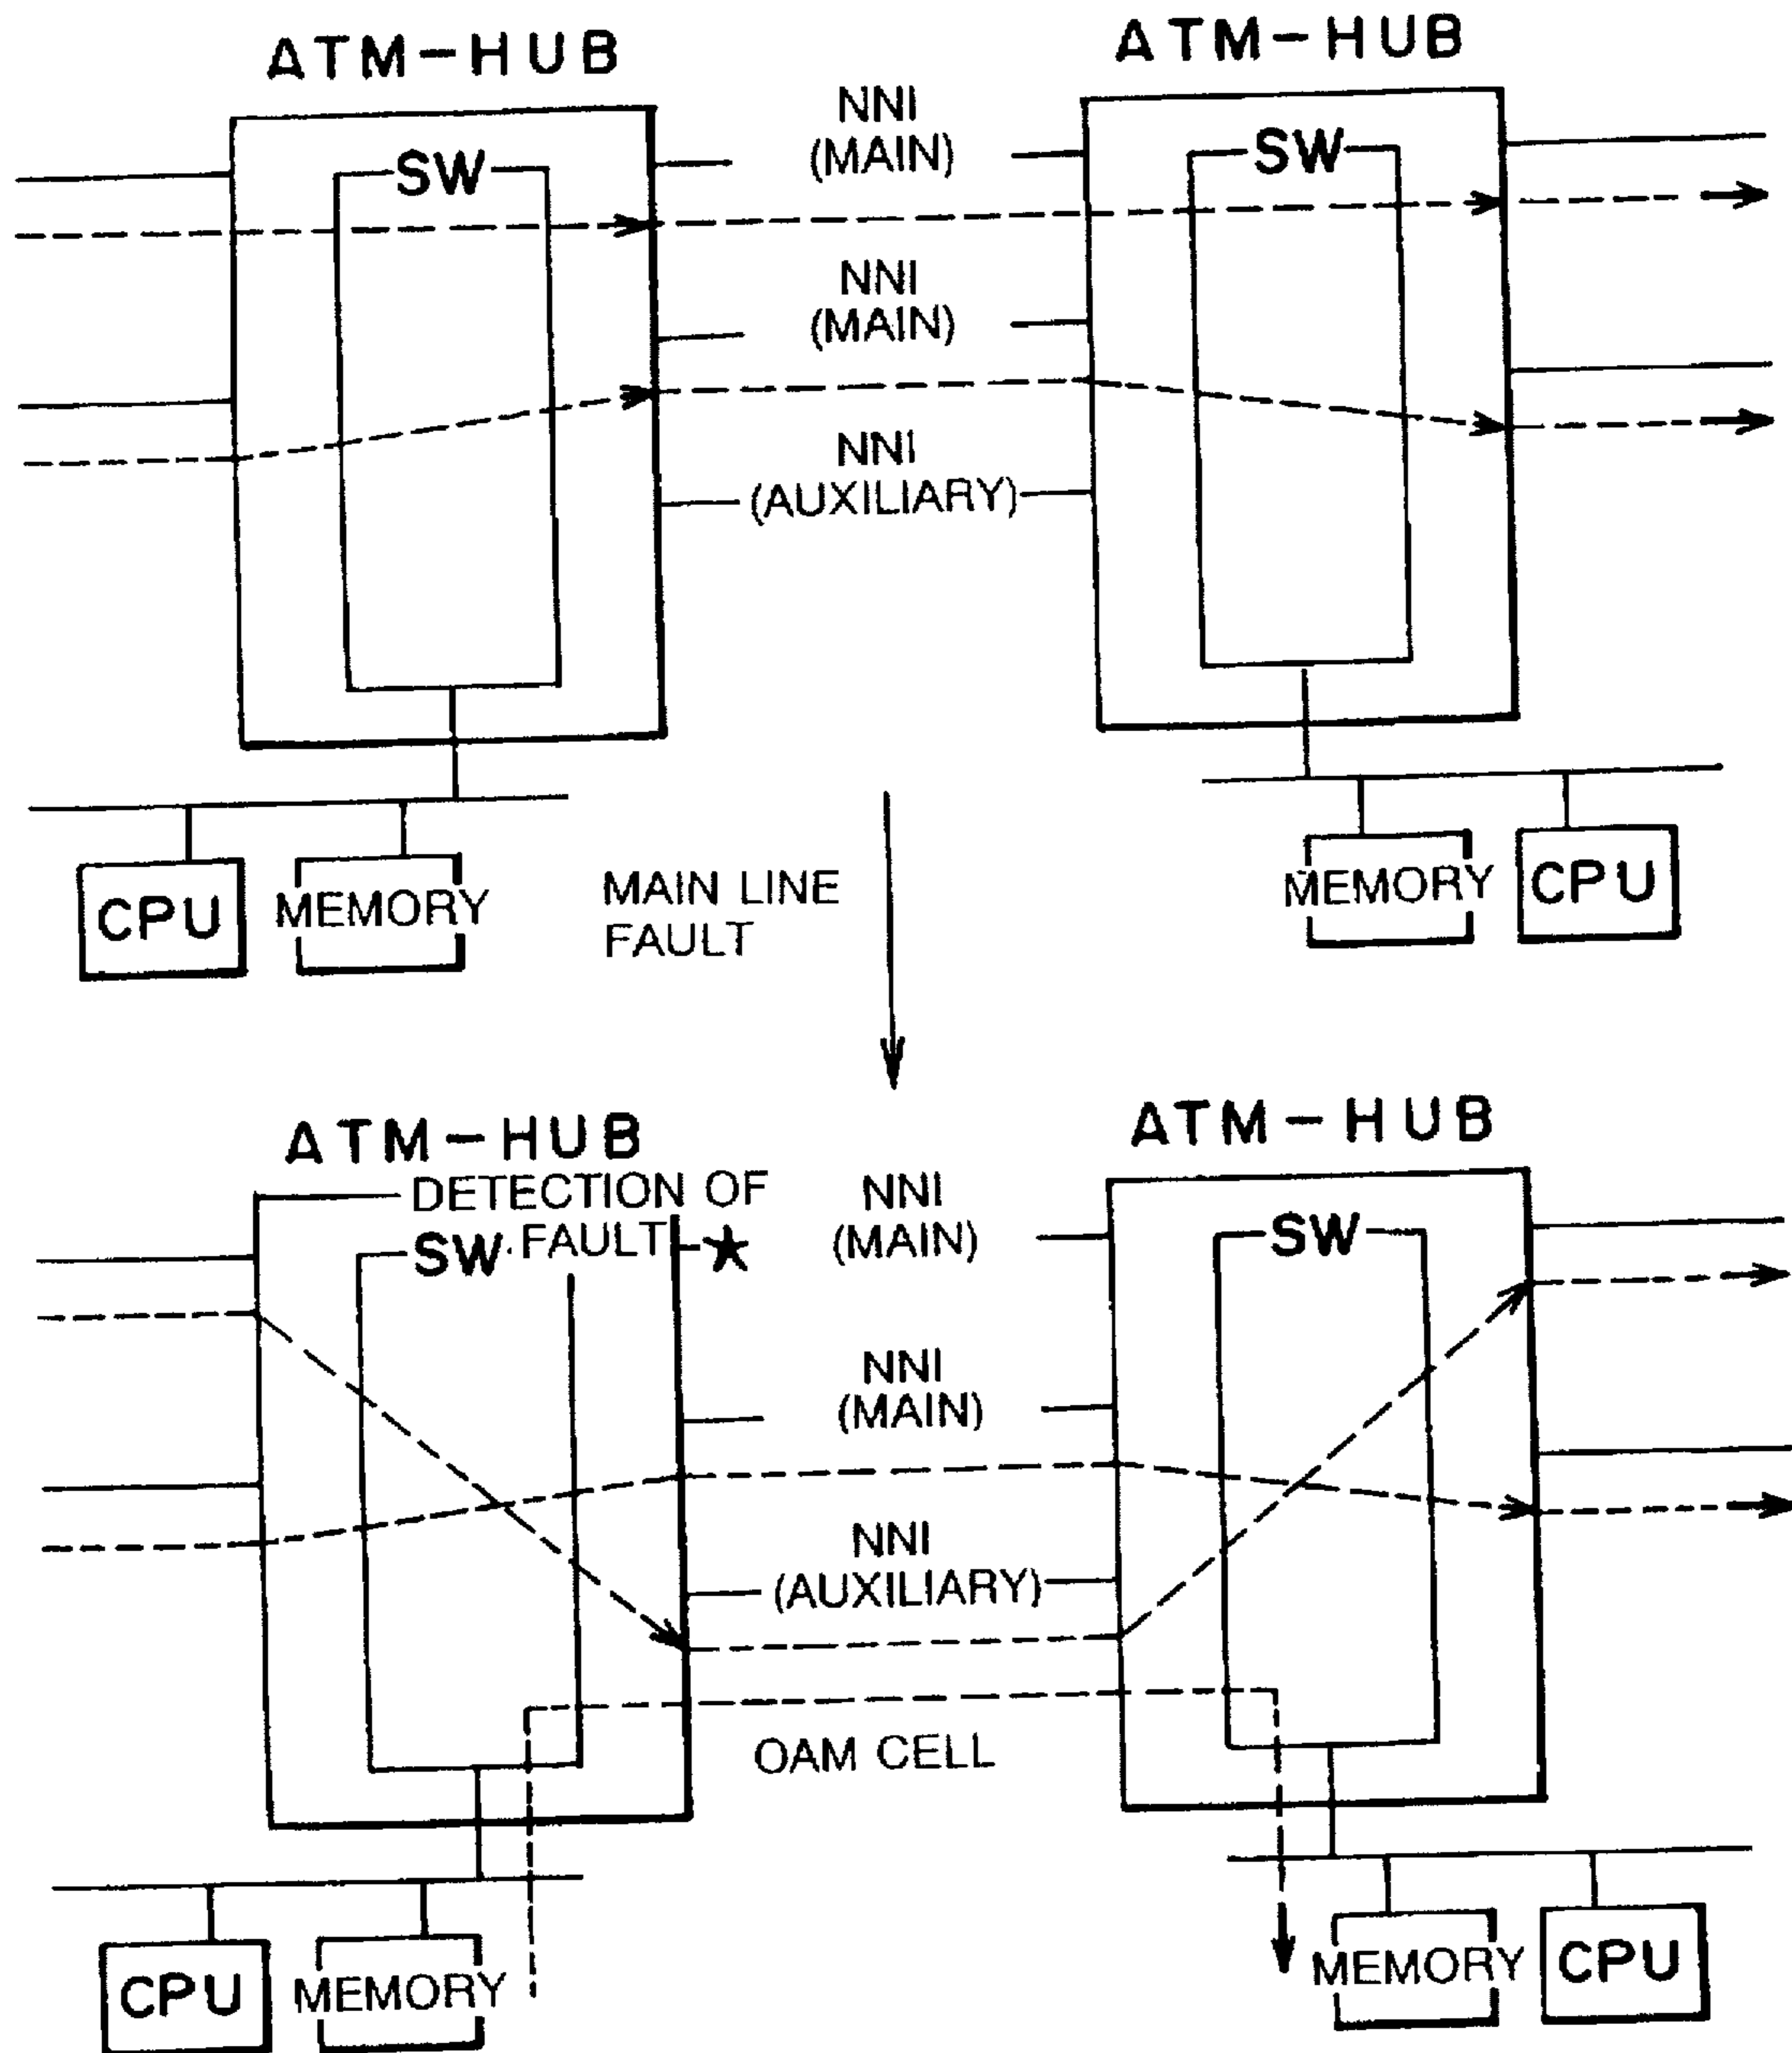 ATM-HUB
ATM-HUB
NNI
(MAIN)
SW
SW
NNI
(MAIN)
NNI
(AUXILIARY)
CPU
MEMORY
MAIN LINE
FAULT
MEMORY
CPU
ATM-HUB
ATM-HUB
DETECTION OF
FAULT
NNI
(MAIN)
SW
SW
NNI
(MAIN)
NNI
(AUXILIARY)
OAM CELL
CPU
MEMORY
MEMORY
CPU